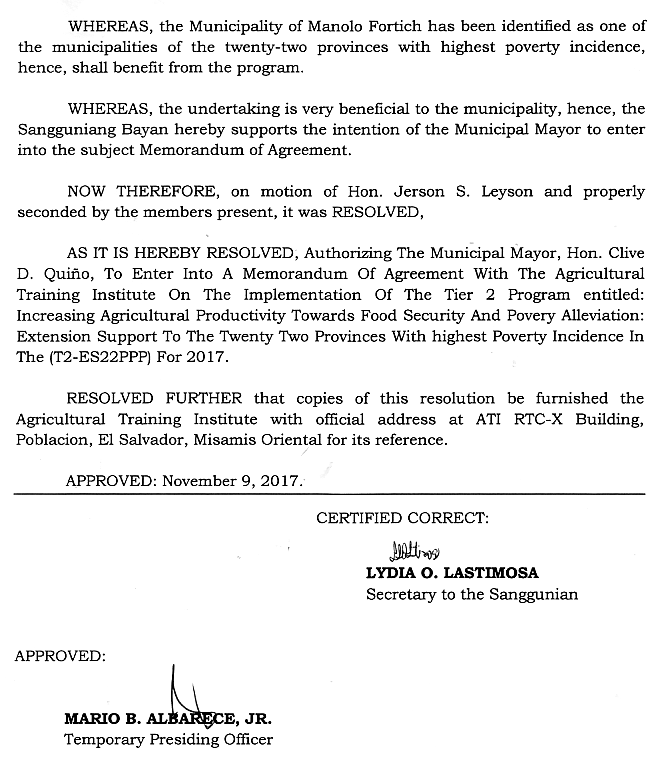 WHEREAS, the Municipality of Manolo Fortich has been identified as one of
the municipalities of the twenty-two provinces with highest poverty incidence,
hence, shall benefit from the program.
WHEREAS, the undertaking is very beneficial to the municipality, hence, the
Sangguniang Bayan hereby supports the intention of the Municipal Mayor to enter
into the subject Memorandum of Agreement.
NOW THEREFORE, on motion of Hon. Jerson S. Leyson and properly
seconded by the members present, it was RESOLVED,
AS IT IS HEREBY RESOLVED, Authorizing The Municipal Mayor, Hon. Clive
D. Quiño, To Enter Into A Memorandum Of Agreement With The Agricultural
Training Institute On The Implementation Of The Tier 2 Program entitled:
Increasing Agricultural Productivity Towards Food Security And Povery Alleviation:
Extension Support To The Twenty Two Provinces With highest Poverty Incidence In
The (T2-ES22PPP) For 2017.
RESOLVED FURTHER that copies of this resolution be furnished the
Agricultural Training Institute with official address at ATI RTC-X Building,
Poblacion, El Salvador, Misamis Oriental for its reference.
APPROVED: November 9, 2017.
CERTIFIED CORRECT:
LYDIA O. LASTIMOSA
Secretary to the Sanggunian
APPROVED:
MARIO B. ALBARECE, JR.
Temporary Presiding Officer